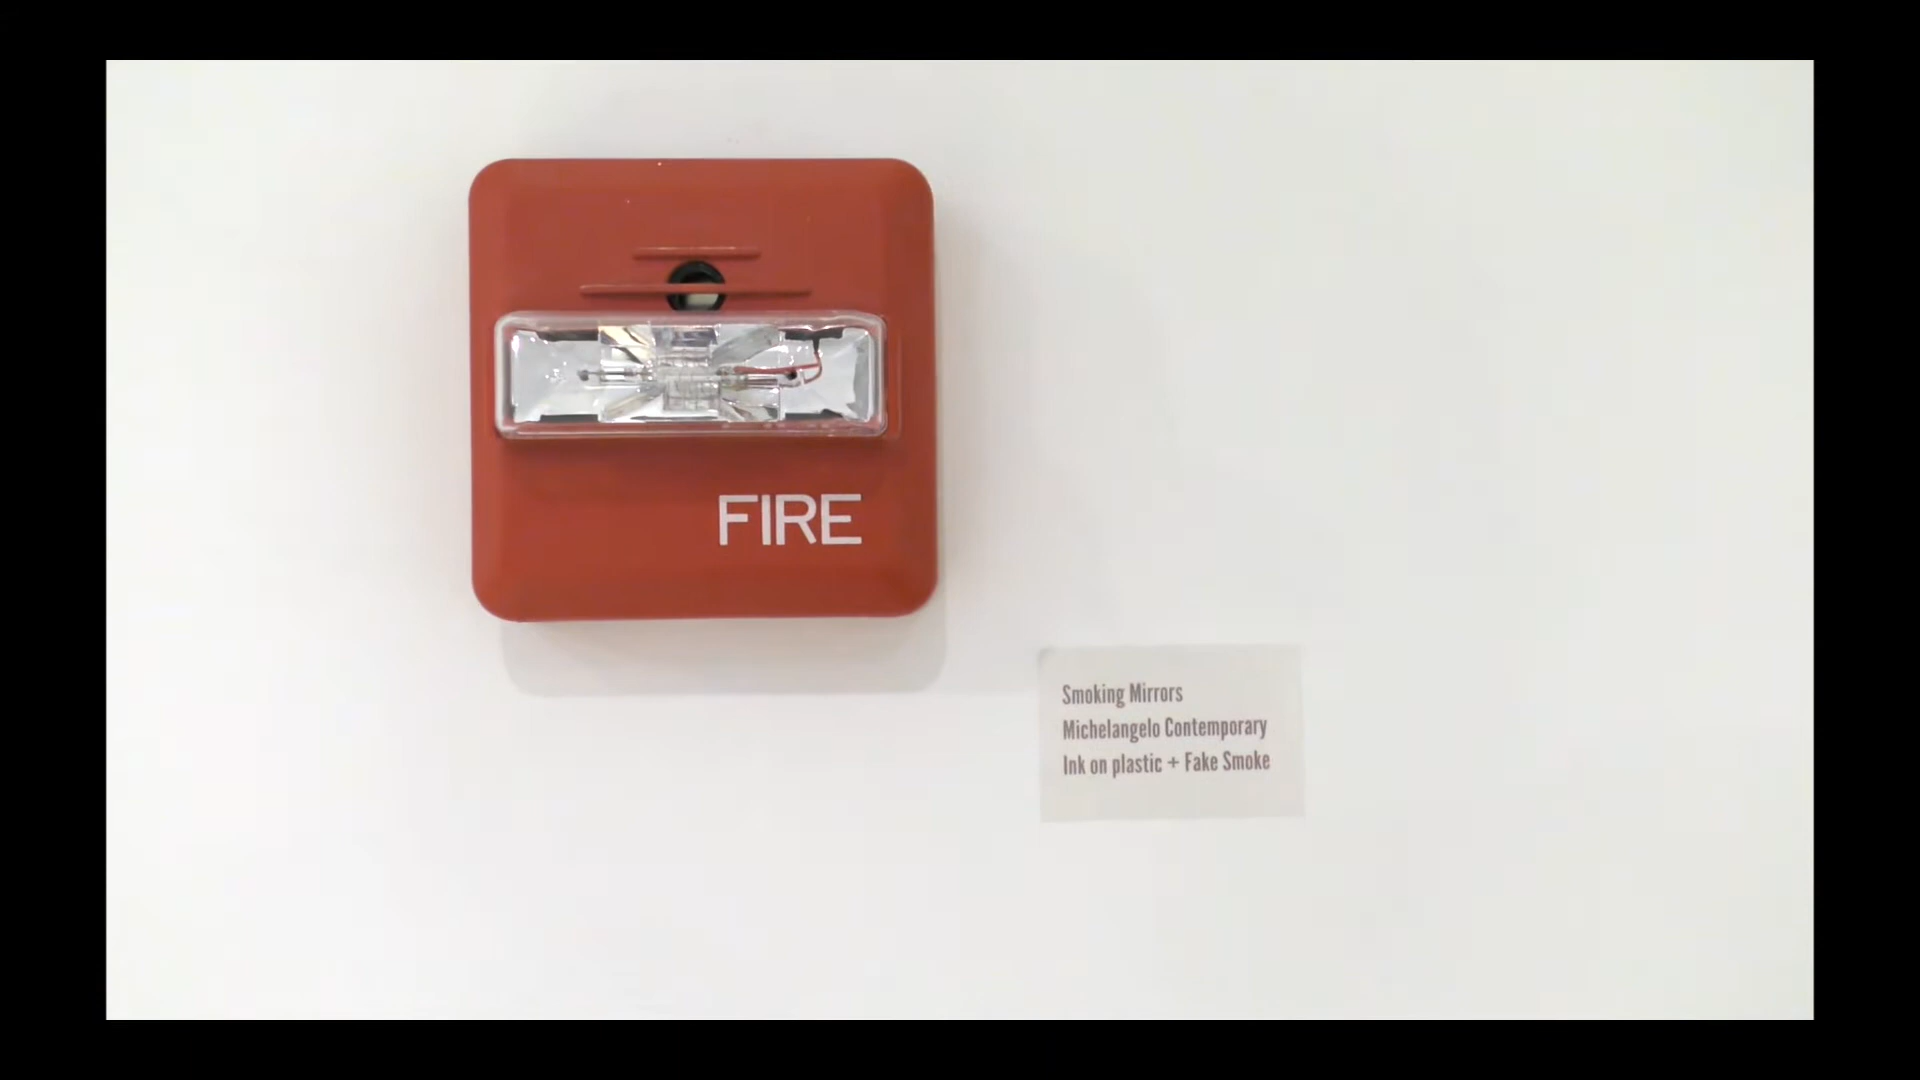 FIRE
Smoking Mirrors
Michelangelo Contemporary
Ink on plastic + Fake Smoke